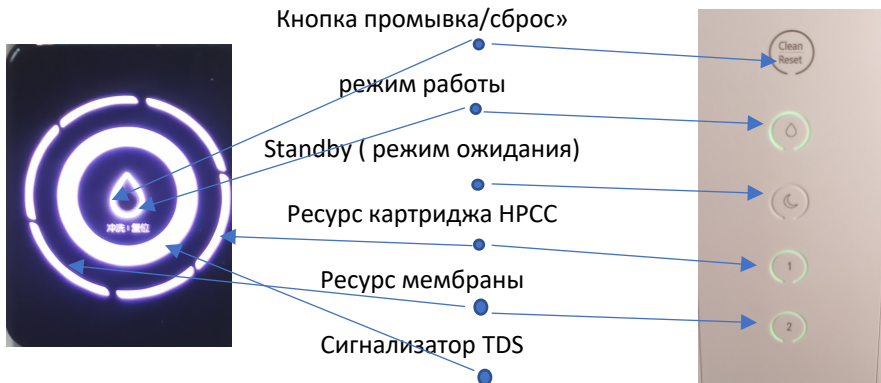 Кнопка промывка/сброс»
режим работы
Standby ( режим ожидания)
Ресурс картриджа НРСС
Ресурс мембраны
Сигнализатор TDS
冲洗|复位
Clean
Reset
1
2